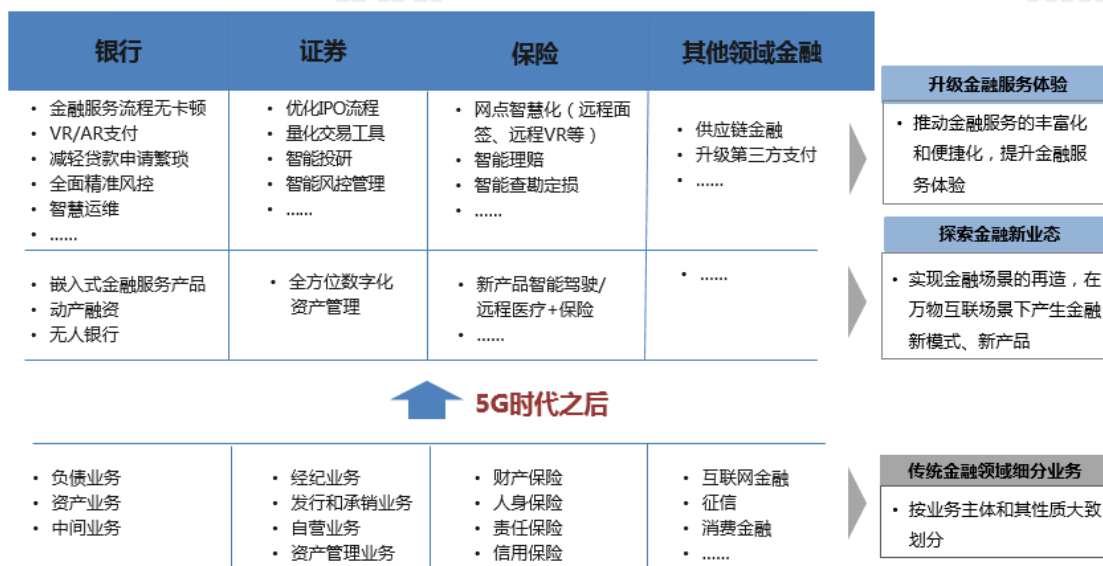 银行
证券
保险
其他领域金融
• 金融服务流程无卡顿
• VR/AR支付
• 减轻贷款申请繁琐
• 全面精准风控
• 智慧运维
• ......
• 优化IPO流程
• 量化交易工具
• 智能投研
• 智能风控管理
• ......
• 网点智慧化（远程面
签、远程VR等）
• 智能理赔
• 智能查勘定损
• ......
• 供应链金融
• 升级第三方支付
• ......
升级金融服务体验
• 推动金融服务的丰富化
和便捷化，提升金融服
务体验
• 嵌入式金融服务产品
• 动产融资
• 无人银行
• 全方位数字化
资产管理
• 新产品智能驾驶/
远程医疗+保险
• ......
• ......
探索金融新业态
• 实现金融场景的再造，在
万物互联场景下产生金融
新模式、新产品
5G时代之后
• 负债业务
• 资产业务
• 中间业务
• 经纪业务
• 发行和承销业务
• 自营业务
• 资产管理业务
• 财产保险
• 人身保险
• 责任保险
• 信用保险
• 互联网金融
• 征信
• 消费金融
• ......
传统金融领域细分业务
• 按业务主体和其性质大致
划分